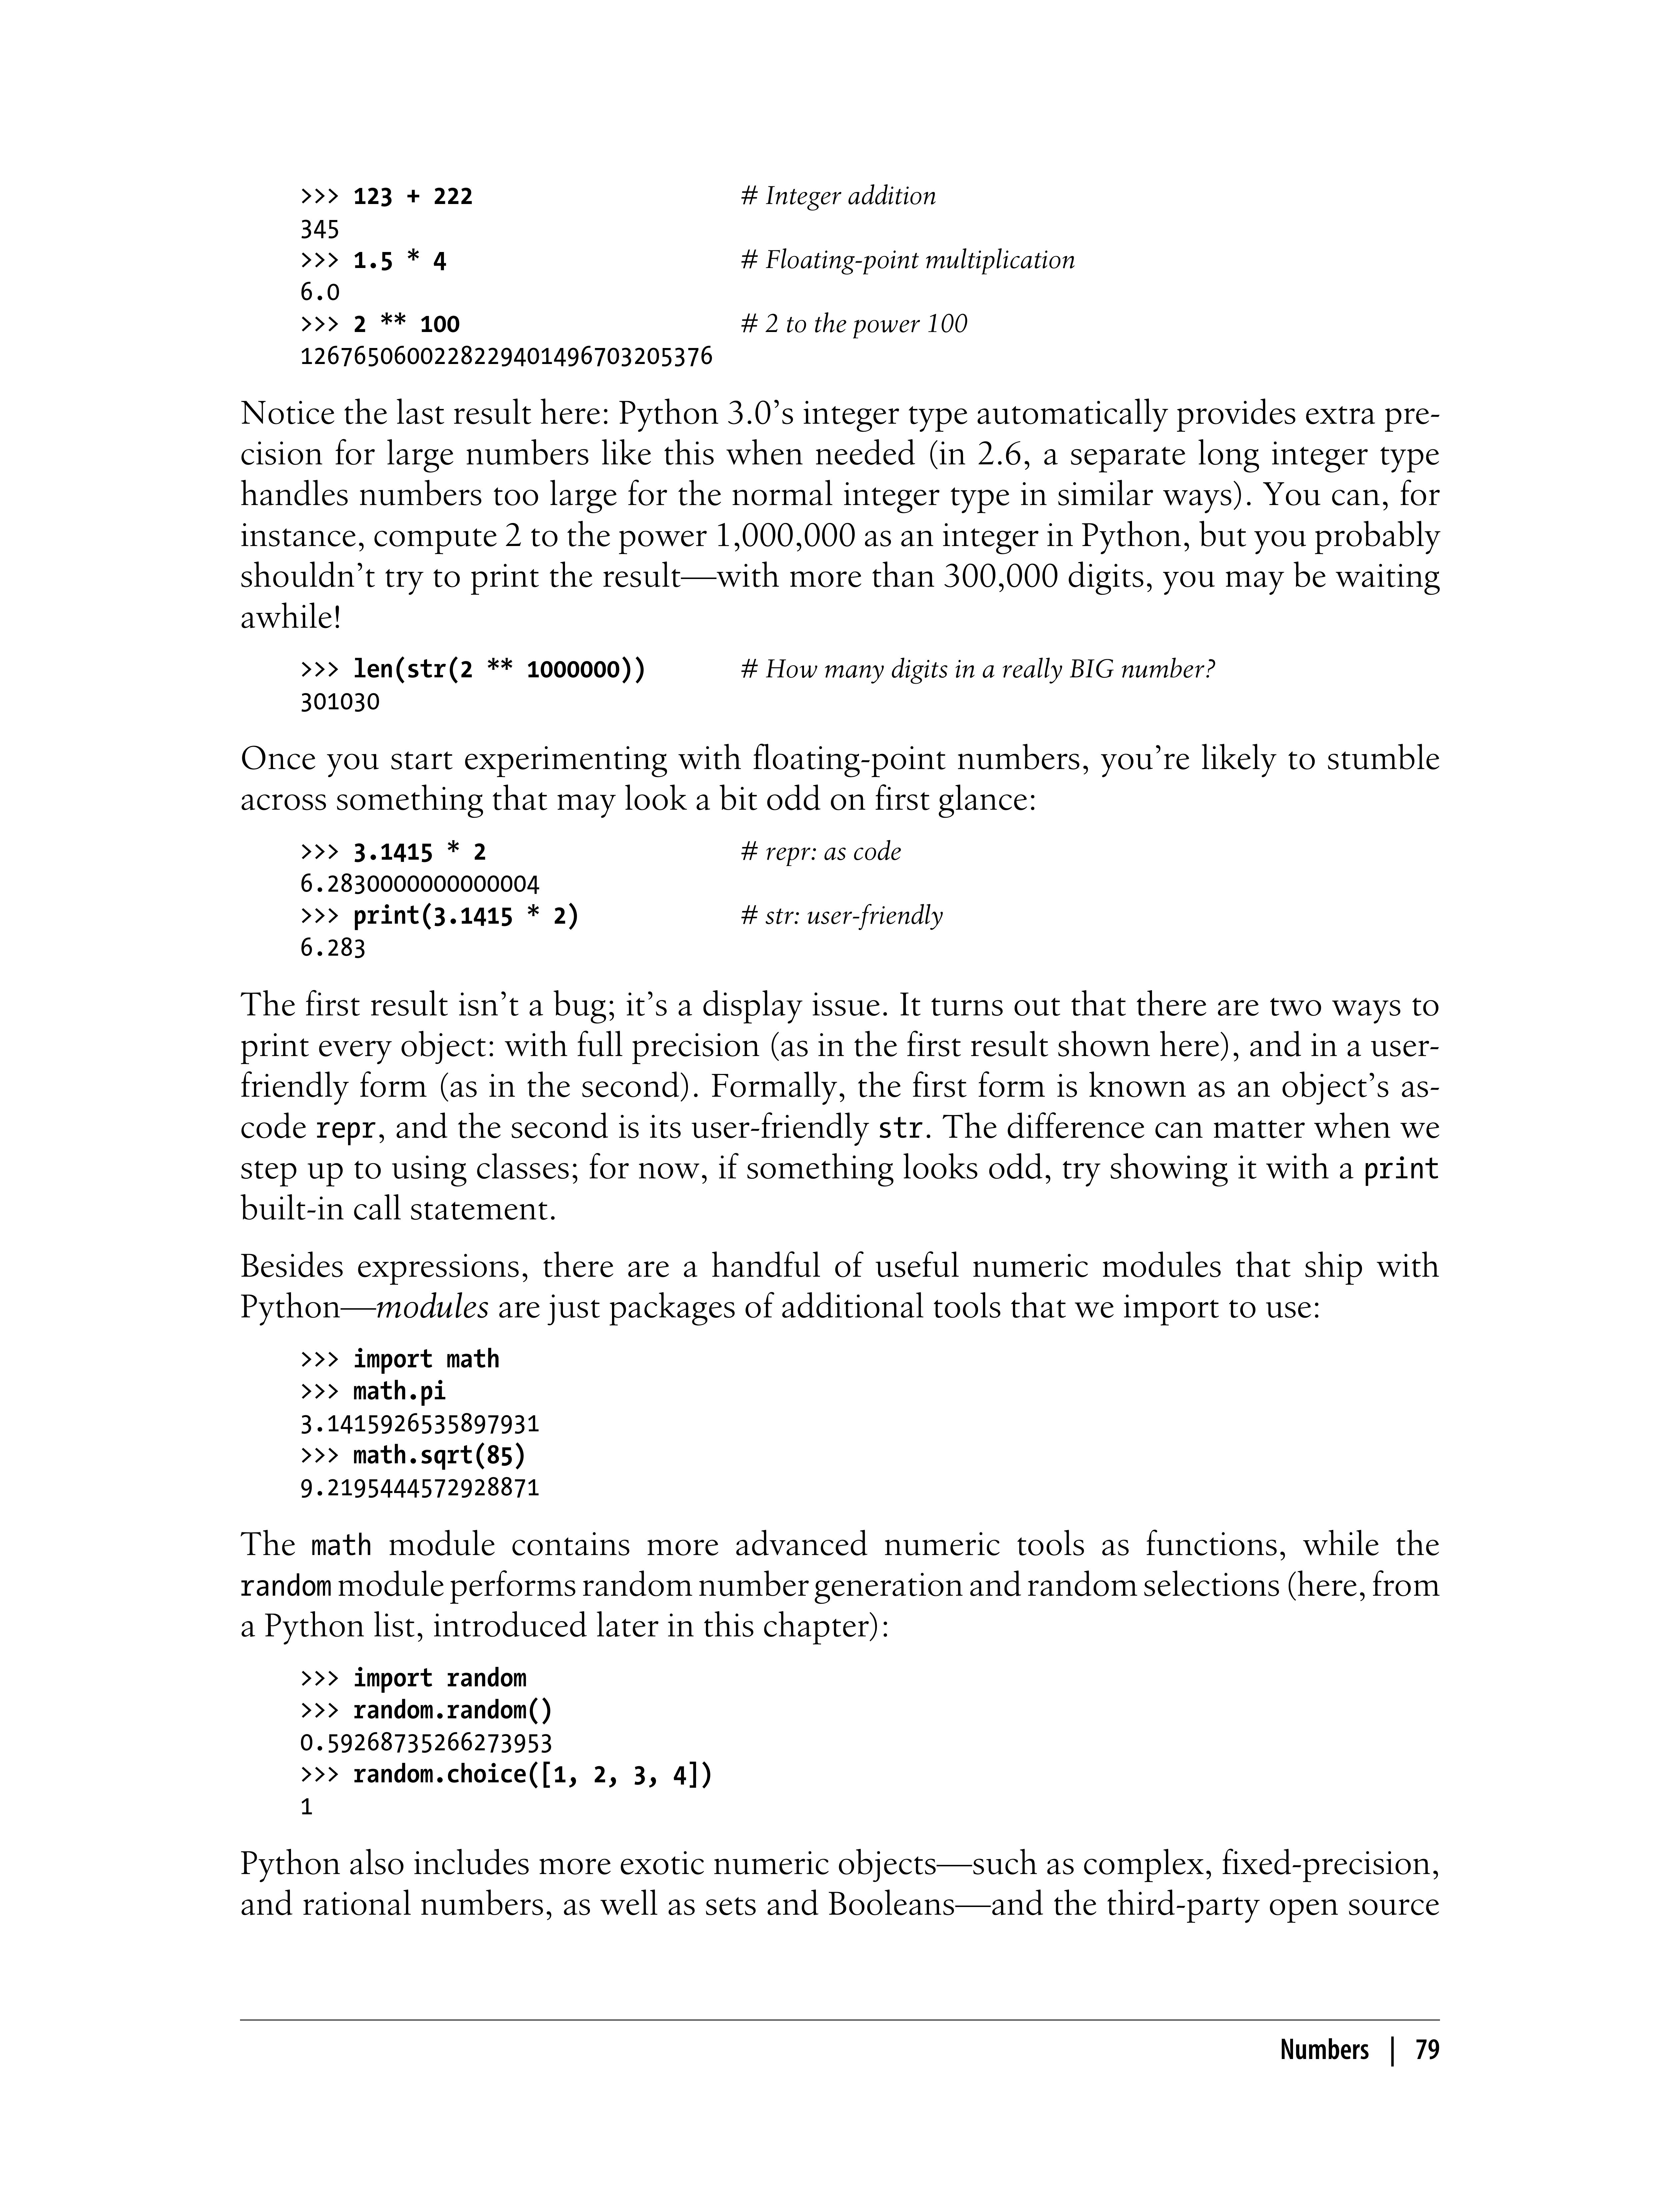 >>> 123 + 222 # Integer addition
345
>>> 1.5 * 4 # Floating-point multiplication
6.0
>>> 2 ** 100 # 2 to the power 100
1267650600228229401496703205376
Notice the last result here: Python 3.0’s integer type automatically provides extra pre-
cision for large numbers like this when needed (in 2.6, a separate long integer type
handles numbers too large for the normal integer type in similar ways). You can, for
instance, compute 2 to the power 1,000,000 as an integer in Python, but you probably
shouldn’t try to print the result—with more than 300,000 digits, you may be waiting
awhile!
>>> len(str(2 ** 1000000)) # How many digits in a really BIG number?
301030
Once you start experimenting with floating-point numbers, you’re likely to stumble
across something that may look a bit odd on first glance:
>>> 3.1415 * 2 # repr: as code
6.2830000000000004
>>> print(3.1415 * 2) # str: user-friendly
6.283
The first result isn’t a bug; it’s a display issue. It turns out that there are two ways to
print every object: with full precision (as in the first result shown here), and in a user-
friendly form (as in the second). Formally, the first form is known as an object’s as-
code repr, and the second is its user-friendly str. The difference can matter when we
step up to using classes; for now, if something looks odd, try showing it with a print
built-in call statement.
Besides expressions, there are a handful of useful numeric modules that ship with
Python—modules are just packages of additional tools that we import to use:
>>> import math
>>> math.pi
3.1415926535897931
>>> math.sqrt(85)
9.2195444572928871
The math module contains more advanced numeric tools as functions, while the
random module performs random number generation and random selections (here, from
a Python list, introduced later in this chapter):
>>> import random
>>> random.random()
0.59268735266273953
>>> random.choice([1, 2, 3, 4])
1
Python also includes more exotic numeric objects—such as complex, fixed-precision,
and rational numbers, as well as sets and Booleans—and the third-party open source
Numbers | 79